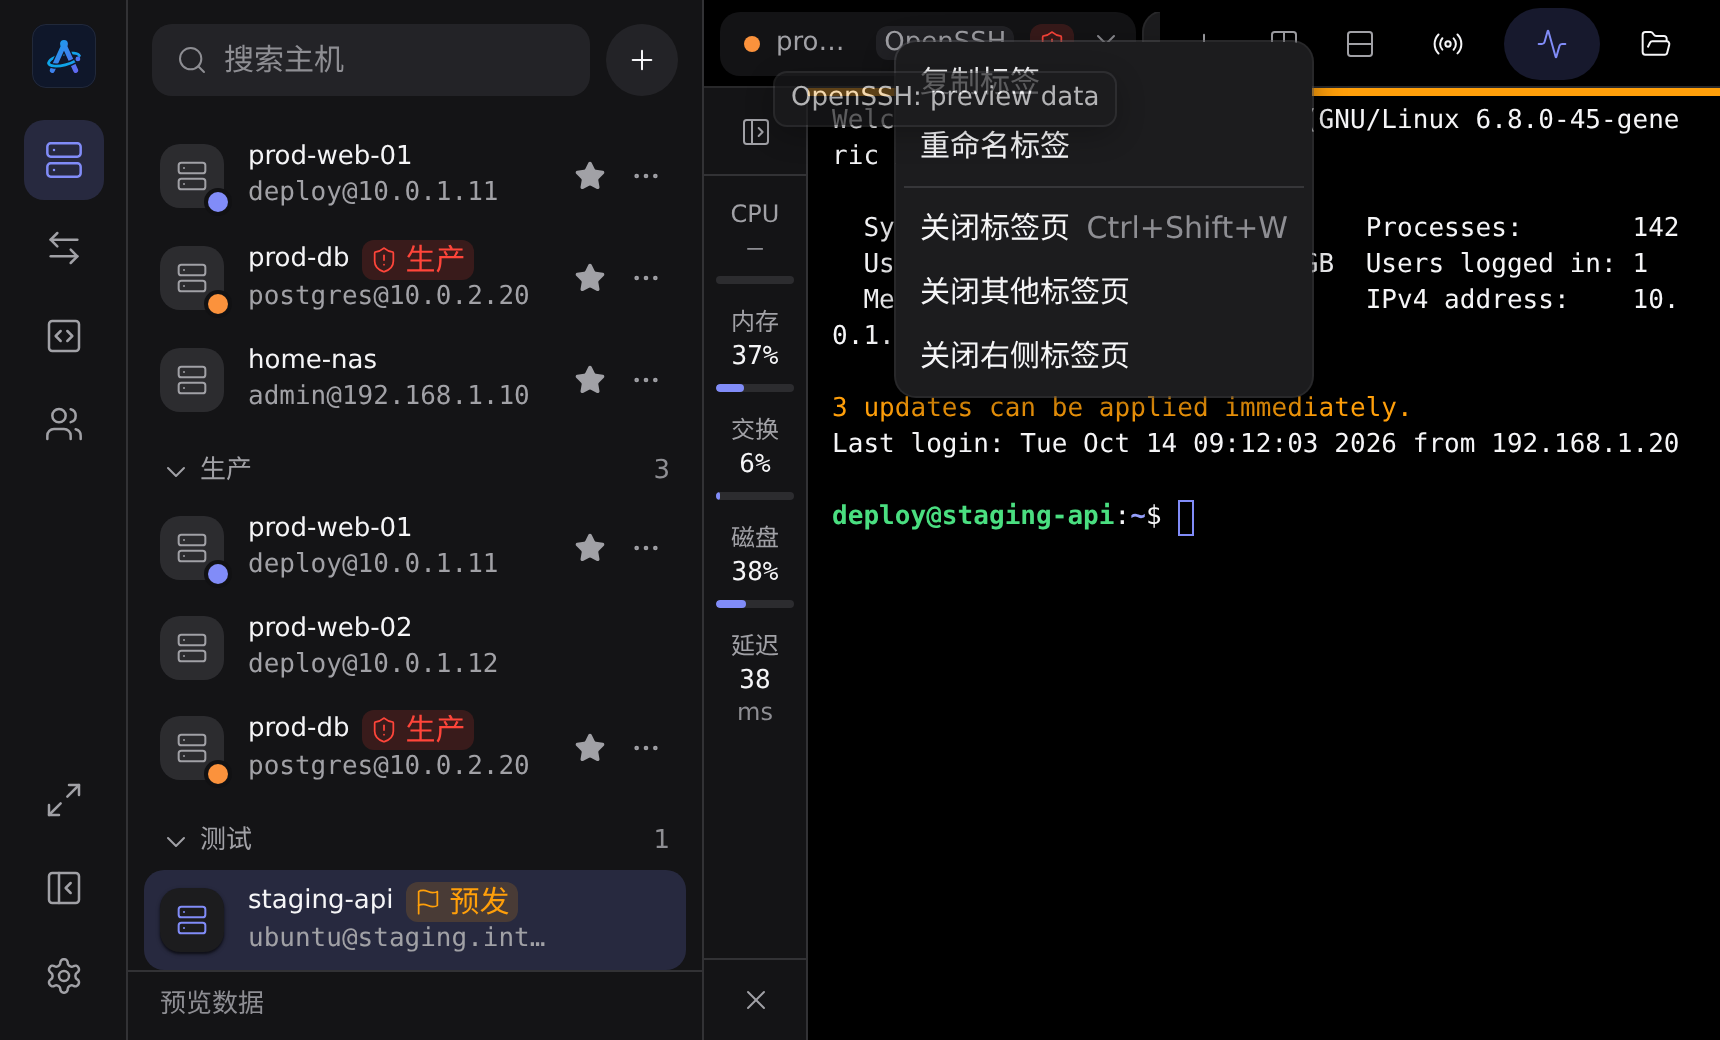 搜索主机
prod-web-01
deploy@10.0.1.11
prod-db 生产
postgres@10.0.2.20
home-nas
admin@192.168.1.10
生产 3
prod-web-01
deploy@10.0.1.11
prod-web-02
deploy@10.0.1.12
prod-db 生产
postgres@10.0.2.20
测试 1
staging-api 预发
ubuntu@staging.int…
预览数据
pro… OpenSSH
复制标签
OpenSSH: preview data
重命名标签
关闭标签页 Ctrl+Shift+W
关闭其他标签页
关闭右侧标签页
CPU
—
内存
37%
交换
6%
磁盘
38%
延迟
38
ms
Welc (GNU/Linux 6.8.0-45-gene
ric
Sy Processes: 142
Us GB Users logged in: 1
Me IPv4 address: 10.
0.1.
3 updates can be applied immediately.
Last login: Tue Oct 14 09:12:03 2026 from 192.168.1.20
deploy@staging-api:~$